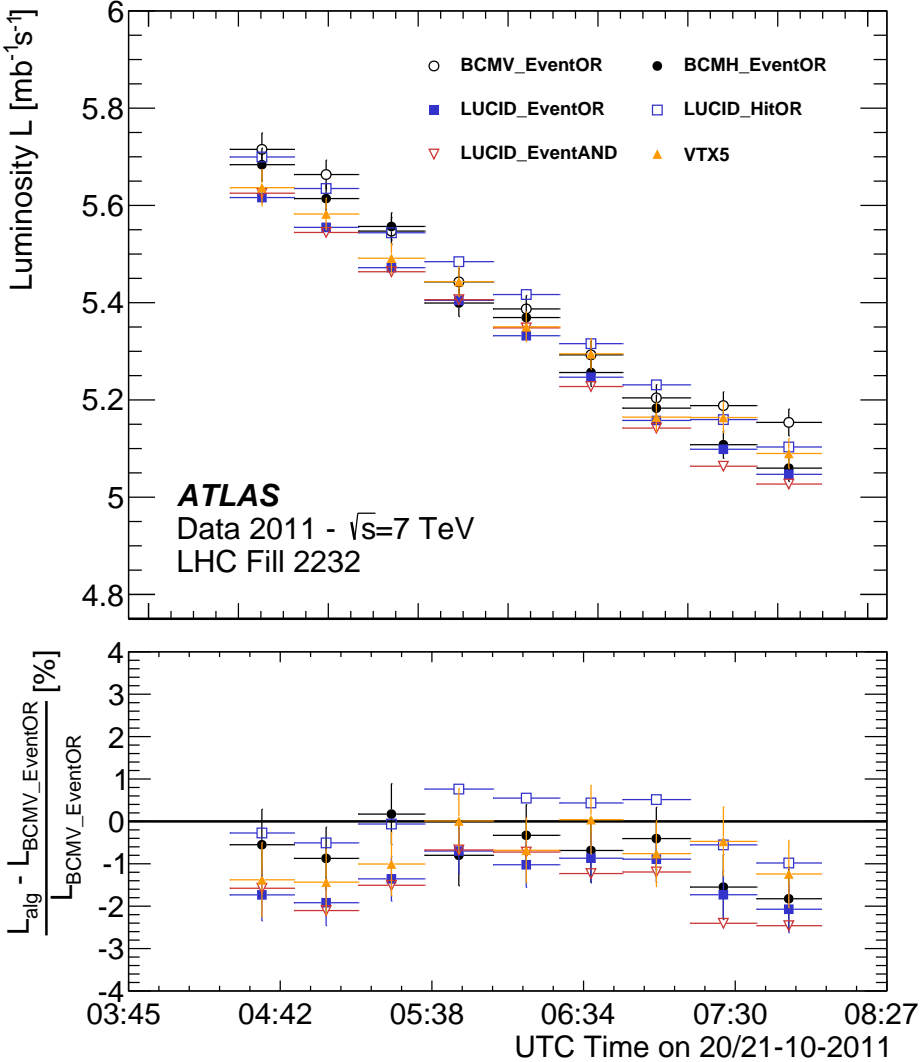 6
5.8
5.6
5.4
5.2
5
4.8
Luminosity L [mb⁻¹s⁻¹]
BCMV_EventOR
BCMH_EventOR
LUCID_EventOR
LUCID_HitOR
LUCID_EventAND
VTX5
ATLAS
Data 2011 - √s=7 TeV
LHC Fill 2232
4
3
2
1
0
-1
-2
-3
-4
L_alg - L_BCMV_EventOR [%]
L_BCMV_EventOR
03:45 04:42 05:38 06:34 07:30 08:27
UTC Time on 20/21-10-2011